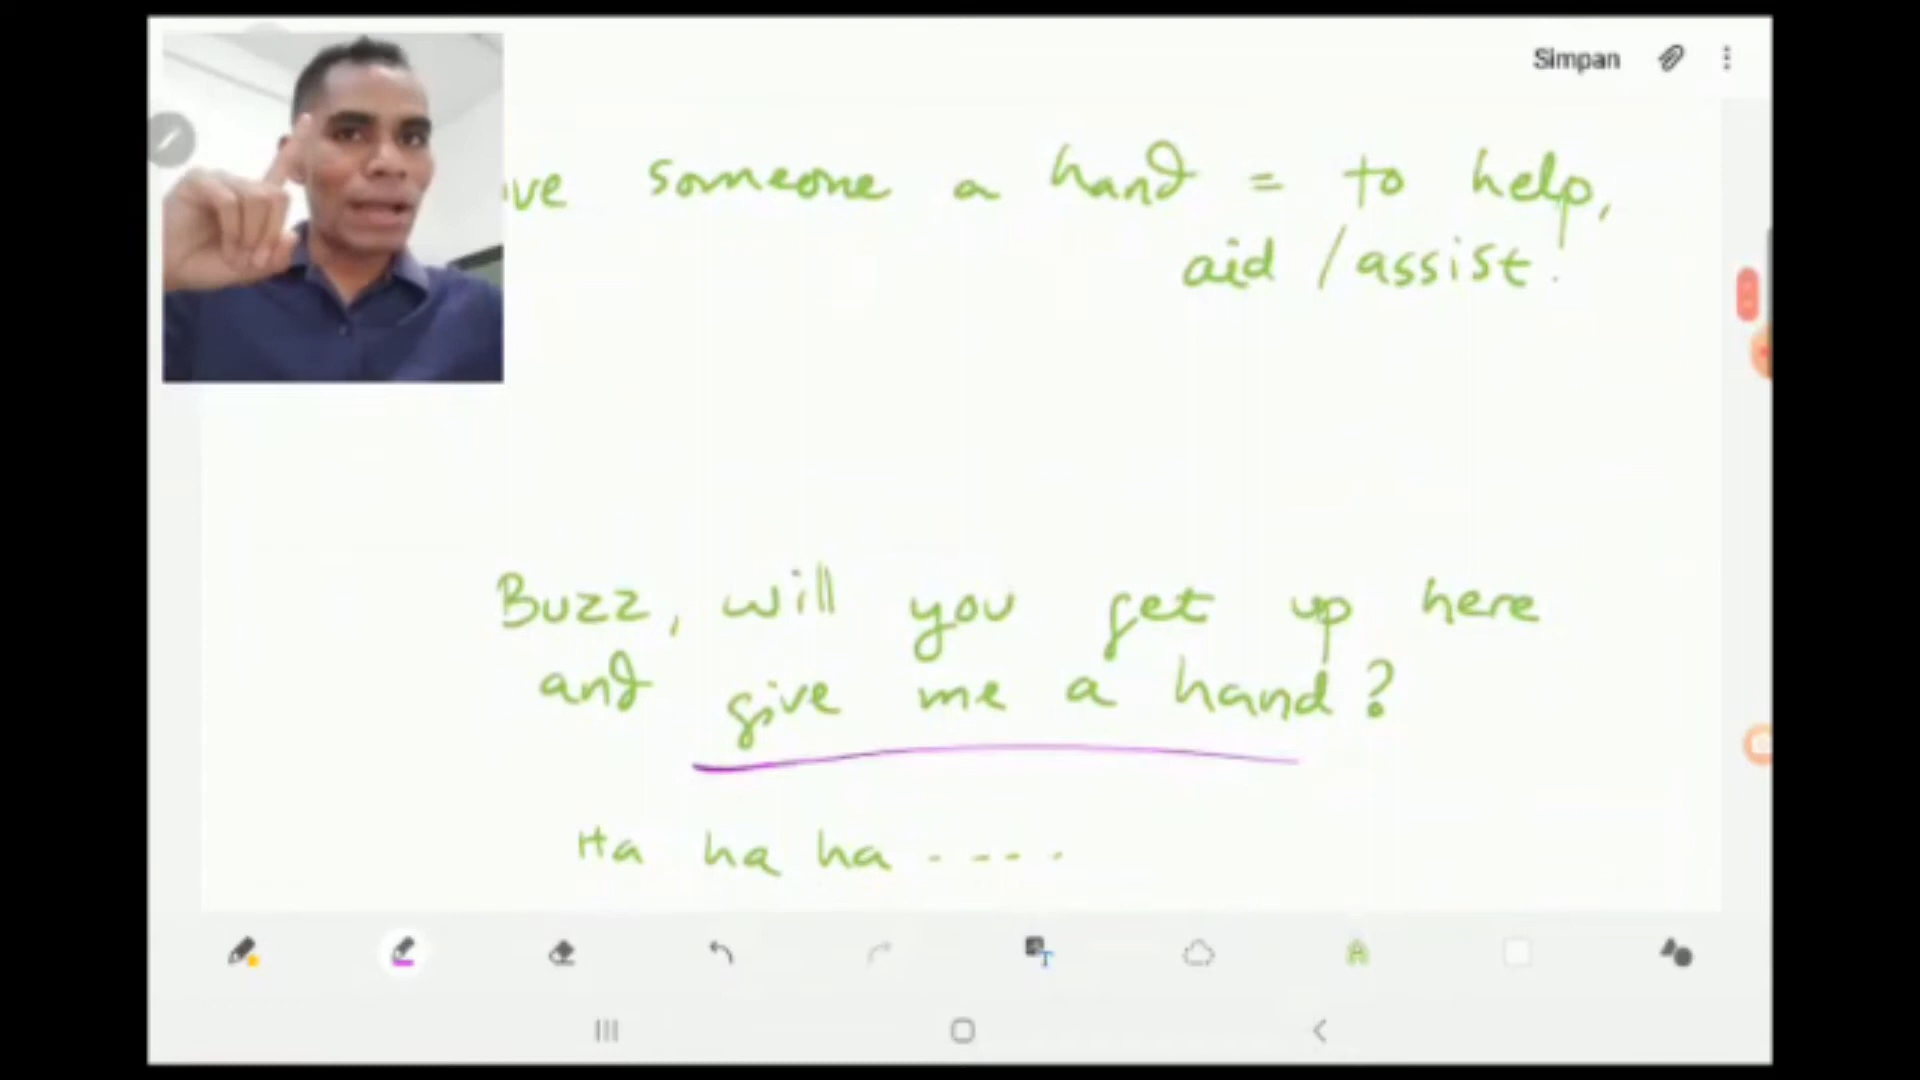 Simpan
ive someone a hand = to help,
aid / assist.
Buzz, will you get up here
and give me a hand?
Ha ha ha - - - - -